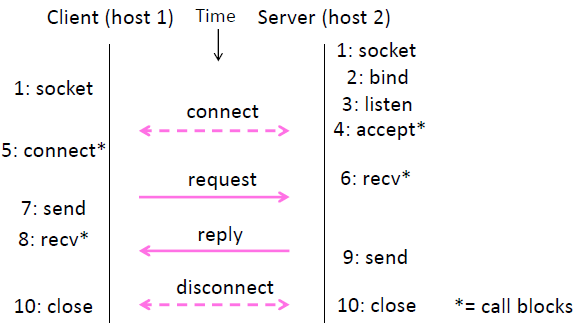 Client (host 1) Time Server (host 2)
1: socket
1: socket
2: bind
3: listen
connect
4: accept*
5: connect*
request
6: recv*
7: send
reply
8: recv*
9: send
disconnect
10: close
10: close
*= call blocks